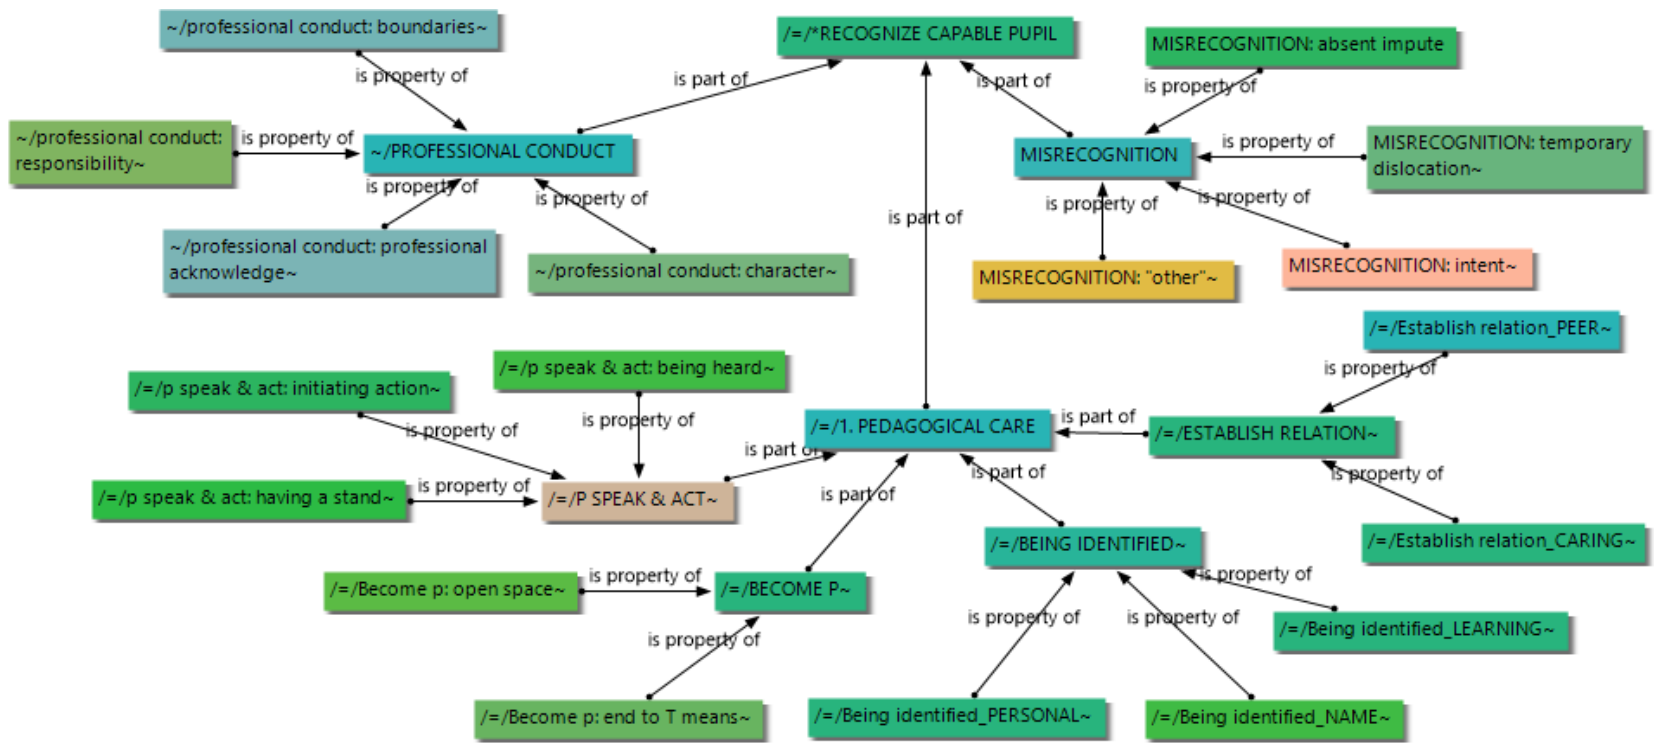 ~/professional conduct: boundaries~
/=/*RECOGNIZE CAPABLE PUPIL
MISRECOGNITION: absent impute
is property of
is part of
is part of
is property of
~/professional conduct:
responsibility~
is property of
~/PROFESSIONAL CONDUCT
MISRECOGNITION
is property of
MISRECOGNITION: temporary
dislocation~
is property of
is property of
is property of
is property of
~/professional conduct: professional
acknowledge~
~/professional conduct: character~
is part of
MISRECOGNITION: "other"~
MISRECOGNITION: intent~
/=/Establish relation_PEER~
/=/p speak & act: being heard~
is property of
/=/p speak & act: initiating action~
is property of
is property of
/=/1. PEDAGOGICAL CARE
is part of
/=/ESTABLISH RELATION~
is part of
is part of
is property of
/=/p speak & act: having a stand~
is property of
/=/P SPEAK & ACT~
is part of
/=/BEING IDENTIFIED~
/=/Establish relation_CARING~
/=/Become p: open space~
is property of
/=/BECOME P~
is property of
is property of
is property of
is property of
/=/Being identified_LEARNING~
/=/Become p: end to T means~
/=/Being identified_PERSONAL~
/=/Being identified_NAME~